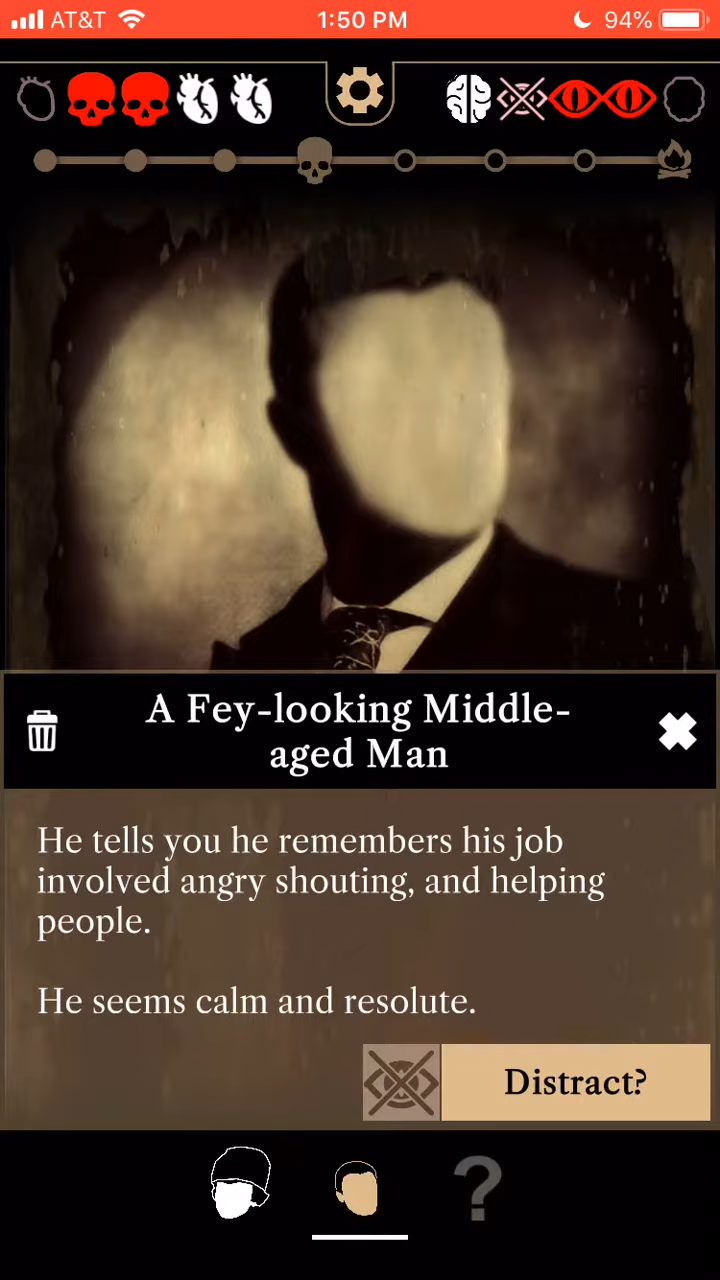 AT&T 1:50 PM 94%
A Fey-looking Middle-
aged Man
He tells you he remembers his job
involved angry shouting, and helping
people.
He seems calm and resolute.
Distract?
?